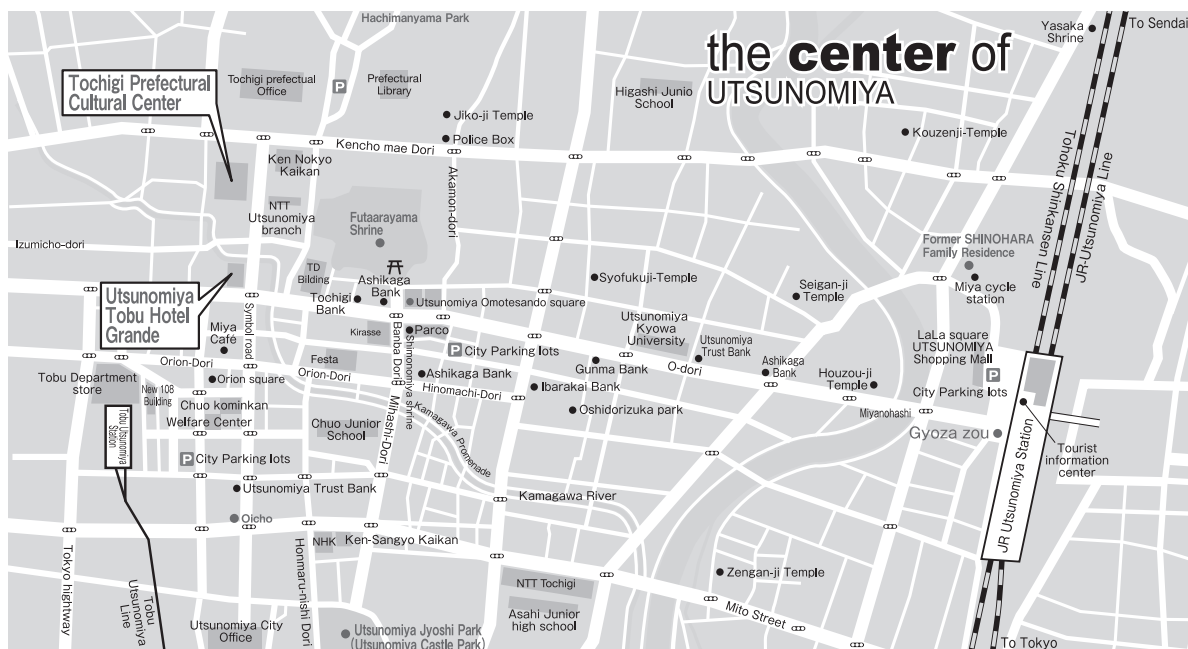 Hachimanyama Park
the center of
UTSUNOMIYA
Yasaka
Shrine
To Sendai
Tochigi Prefectural
Cultural Center
Tochigi prefectual
Office
P
Prefectural
Library
Higashi Junio
School
Jiko-ji Temple
Police Box
Kouzenji-Temple
Kencho mae Dori
Ken Nokyo
Kaikan
Akamon-dori
Tohoku Shinkansen Line
JR-Utsunomiya Line
NTT
Utsunomiya
branch
Futaarayama
Shrine
Izumicho-dori
Former SHINOHARA
Family Residence
Miya cycle
station
TD
Bilding
Ashikaga
Bank
Syofukuji-Temple
Seigan-ji
Temple
Utsunomiya
Tobu Hotel
Grande
Tochigi
Bank
Utsunomiya Omotesando square
Symbol road
Miya
Café
Kirasse
Banba Dori
Parco
Shimonomiya shrine
P
City Parking lots
Utsunomiya
Kyowa
University
Utsunomiya
Trust Bank
LaLa square
UTSUNOMIYA
Shopping Mall
Orion-Dori
Festa
Orion-Dori
Ashikaga Bank
Gunma Bank
O-dori
Ashikaga
Bank
Houzou-ji
Temple
P
City Parking lots
Tobu Department
store
New 108
Building
Orion square
Hinomachi-Dori
Ibarakai Bank
Chuo kominkan
Welfare Center
Oshidorizuka park
Miyanohashi
Tobu Utsunomiya
Station
Chuo Junior
School
Mihashi-Dori
Kamagawa Promenade
Gyoza zou
Tourist
information
center
P
City Parking lots
Utsunomiya Trust Bank
Kamagawa River
JR Utsunomiya Station
Oicho
NHK
Ken-Sangyo Kaikan
Tokyo hightway
Tobu
Utsunomiya
Line
Honmaru-nishi Dori
NTT Tochigi
Zengan-ji Temple
Utsunomiya City
Office
Utsunomiya Jyoshi Park
(Utsunomiya Castle Park)
Asahi Junior
high school
Mito Street
To Tokyo